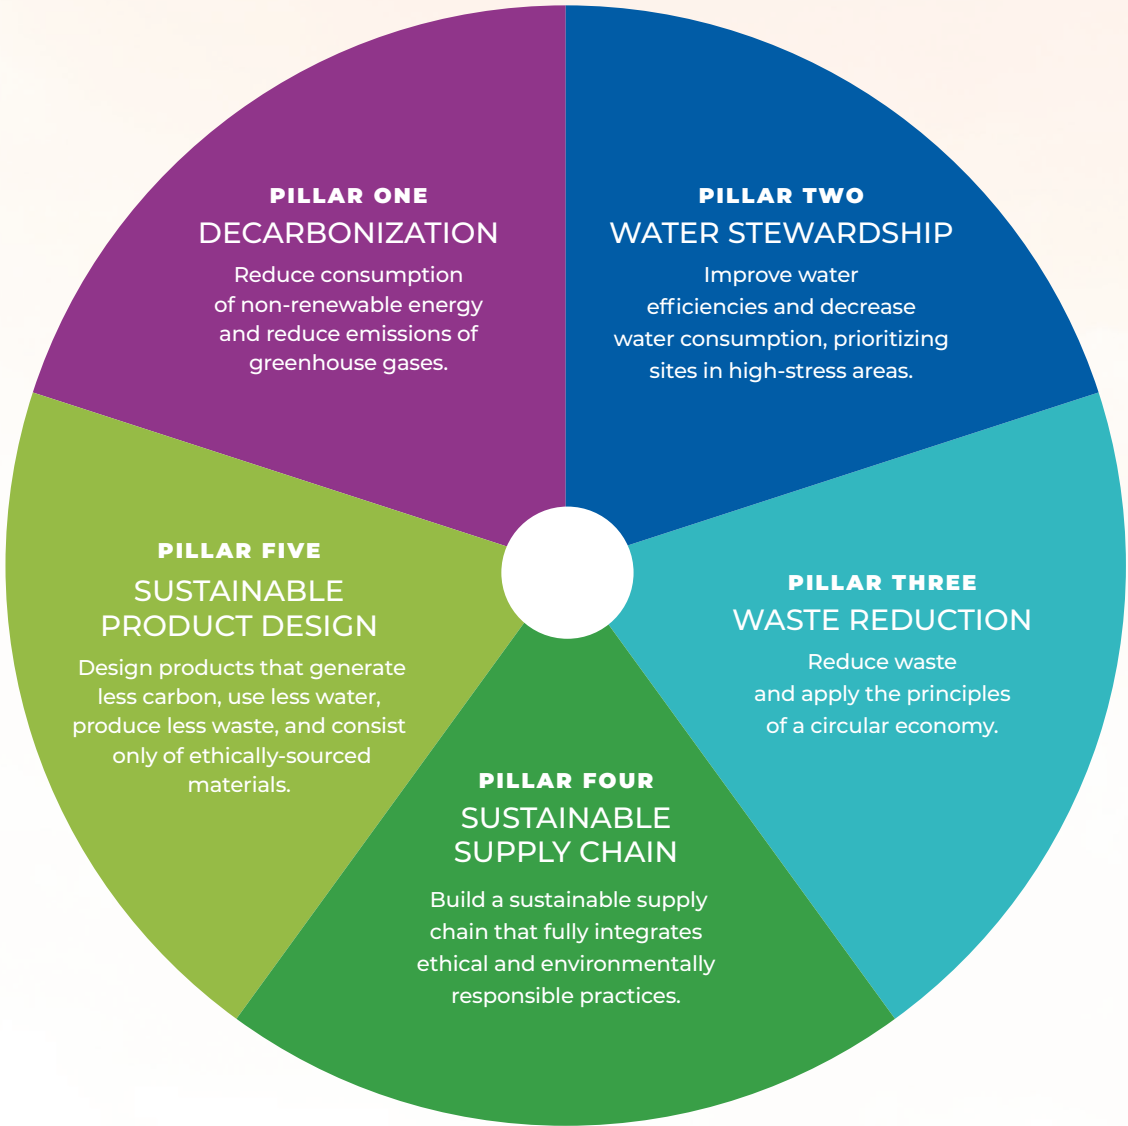 PILLAR ONE
DECARBONIZATION
Reduce consumption
of non-renewable energy
and reduce emissions of
greenhouse gases.
PILLAR TWO
WATER STEWARDSHIP
Improve water
efficiencies and decrease
water consumption, prioritizing
sites in high-stress areas.
PILLAR THREE
WASTE REDUCTION
Reduce waste
and apply the principles
of a circular economy.
PILLAR FOUR
SUSTAINABLE
SUPPLY CHAIN
Build a sustainable supply
chain that fully integrates
ethical and environmentally
responsible practices.
PILLAR FIVE
SUSTAINABLE
PRODUCT DESIGN
Design products that generate
less carbon, use less water,
produce less waste, and consist
only of ethically-sourced
materials.